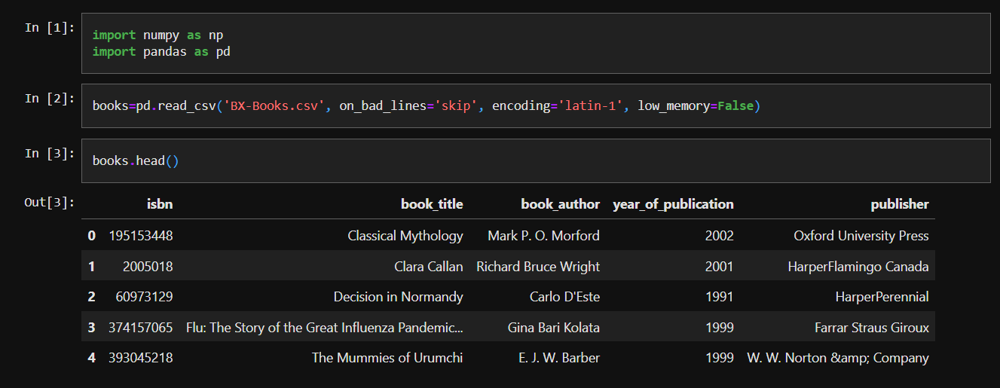 In [1]:
import numpy as np
import pandas as pd
In [2]:
books=pd.read_csv('BX-Books.csv', on_bad_lines='skip', encoding='latin-1', low_memory=False)
In [3]:
books.head()
Out[3]:
isbn book_title book_author year_of_publication publisher
0 195153448 Classical Mythology Mark P. O. Morford 2002 Oxford University Press
1 2005018 Clara Callan Richard Bruce Wright 2001 HarperFlamingo Canada
2 60973129 Decision in Normandy Carlo D'Este 1991 HarperPerennial
3 374157065 Flu: The Story of the Great Influenza Pandemic... Gina Bari Kolata 1999 Farrar Straus Giroux
4 393045218 The Mummies of Urumchi E. J. W. Barber 1999 W. W. Norton &amp; Company